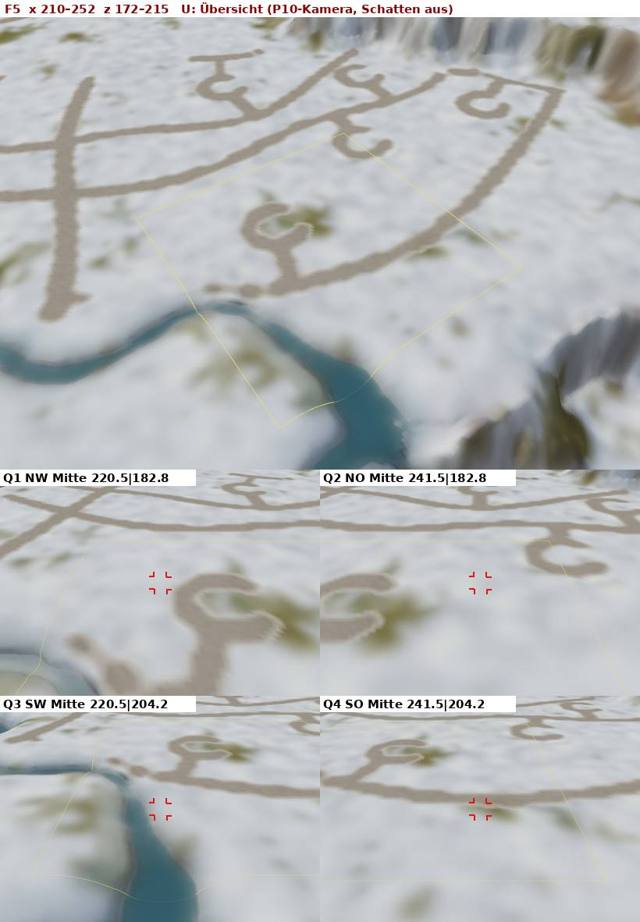 F5 x 210–252 z 172–215 U: Übersicht (P10-Kamera, Schatten aus)
Q1 NW Mitte 220.5|182.8
Q2 NO Mitte 241.5|182.8
Q3 SW Mitte 220.5|204.2
Q4 SO Mitte 241.5|204.2